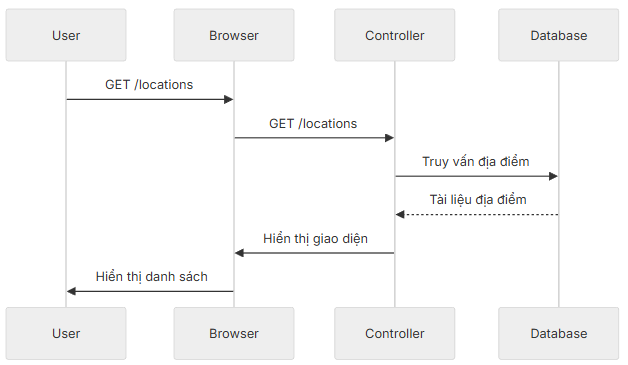 User
Browser
Controller
Database
GET /locations
GET /locations
Truy vấn địa điểm
Tài liệu địa điểm
Hiển thị giao diện
Hiển thị danh sách
User
Browser
Controller
Database